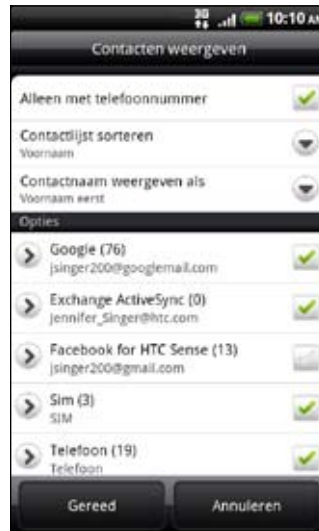 3G 10:10 AM
Contacten weergeven
Alleen met telefoonnummer
Contactlijst sorteren
Voornaam
Contactnaam weergeven als
Voornaam eerst
Opties
Google (76)
jsinger200@googlemail.com
Exchange ActiveSync (0)
Jennifer_Singer@htc.com
Facebook for HTC Sense (13)
jsinger200@gmail.com
Sim (3)
SIM
Telefoon (19)
Telefoon
Gereed Annuleren